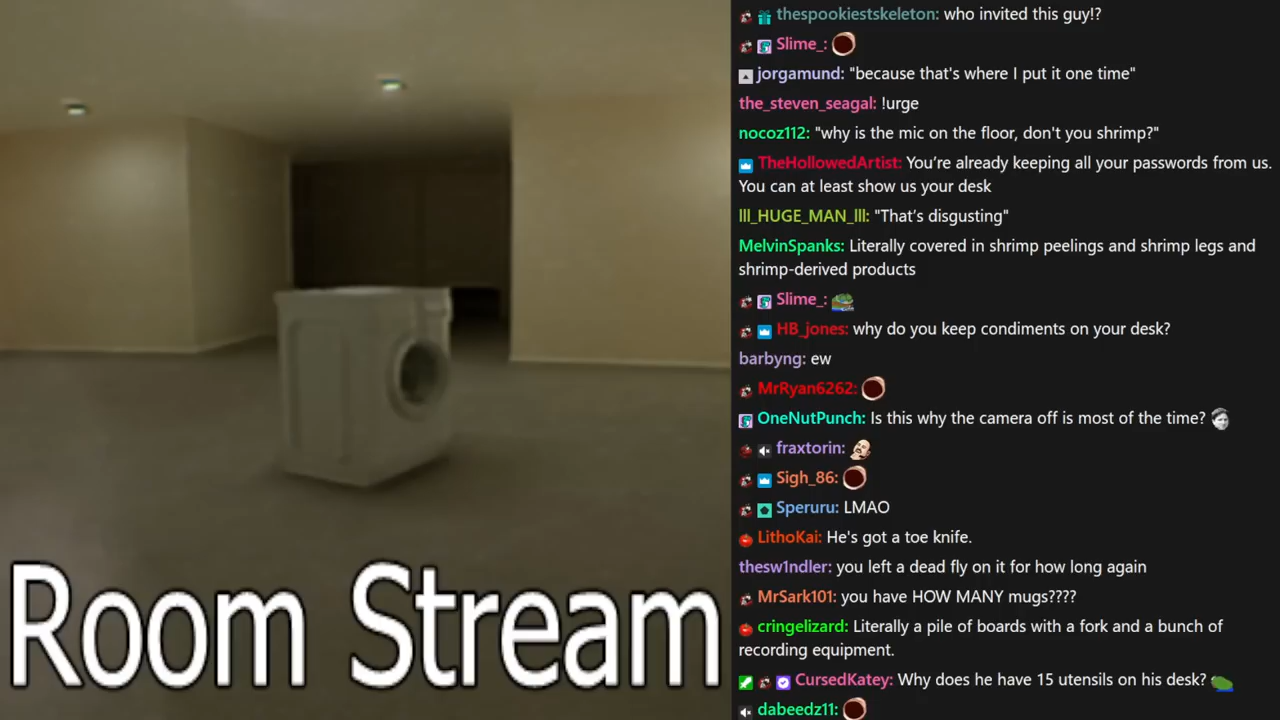 thespookiestskeleton: who invited this guy!?
Slime_:
jorgamund: "because that's where I put it one time"
the_steven_seagal: !urge
nocoz112: "why is the mic on the floor, don't you shrimp?"
TheHollowedArtist: You’re already keeping all your passwords from us.
You can at least show us your desk
lll_HUGE_MAN_lll: "That’s disgusting"
MelvinSpanks: Literally covered in shrimp peelings and shrimp legs and
shrimp-derived products
Slime_:
HB_jones: why do you keep condiments on your desk?
barbyng: ew
MrRyan6262:
OneNutPunch: Is this why the camera off is most of the time?
fraxtorin:
Sigh_86:
Speruru: LMAO
LithoKai: He's got a toe knife.
thesw1ndler: you left a dead fly on it for how long again
MrSark101: you have HOW MANY mugs????
cringelizard: Literally a pile of boards with a fork and a bunch of
recording equipment.
CursedKatey: Why does he have 15 utensils on his desk?
dabeedz11:
Room Stream